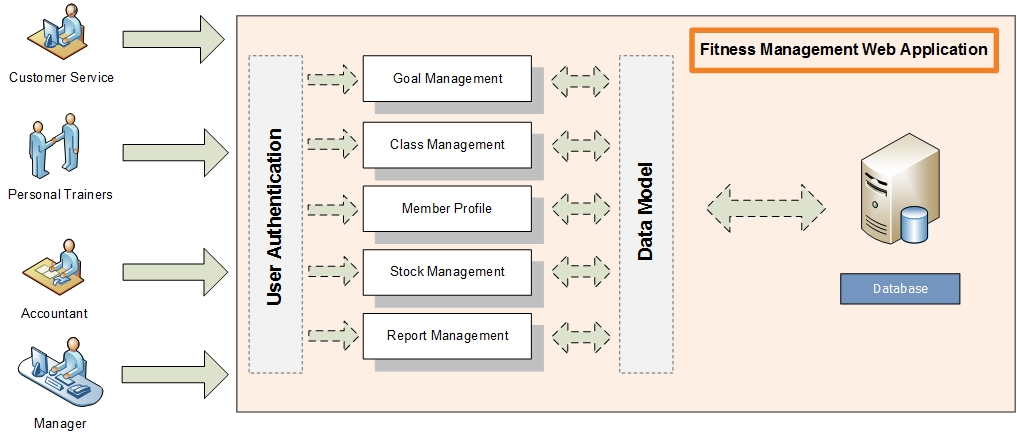 Fitness Management Web Application
Customer Service
Personal Trainers
Accountant
Manager
User Authentication
Goal Management
Class Management
Member Profile
Stock Management
Report Management
Data Model
Database